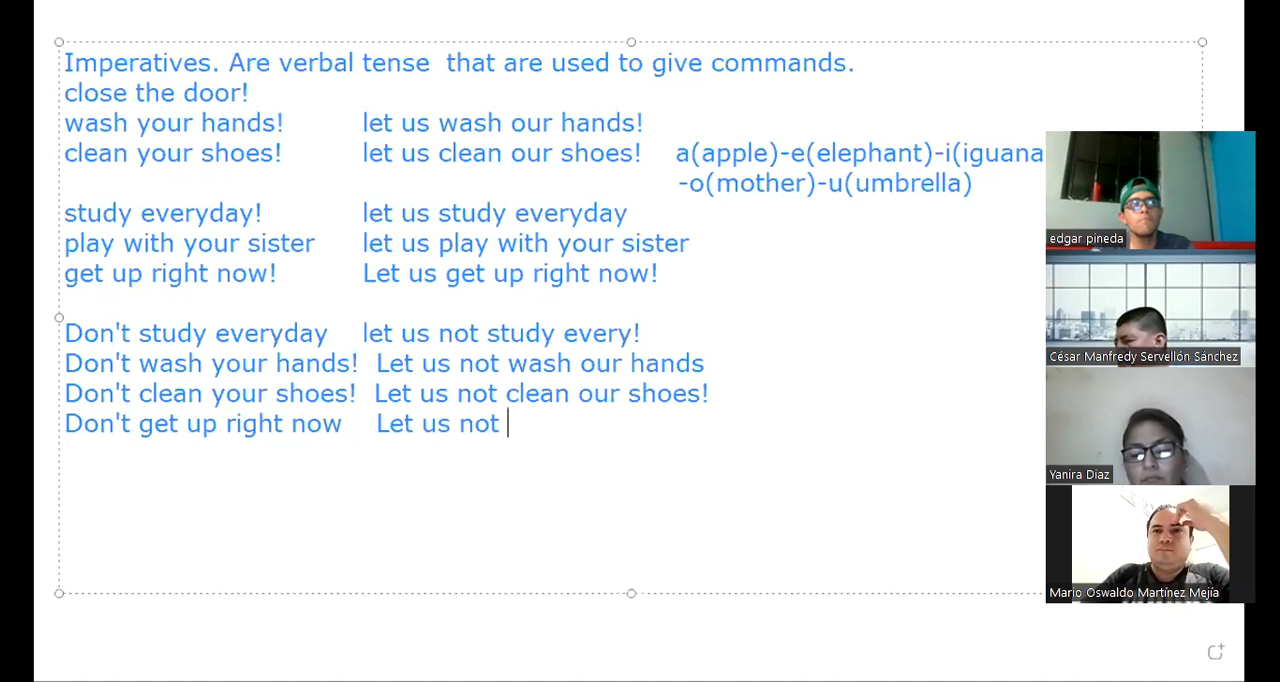 Imperatives. Are verbal tense  that are used to give commands.
close the door!
wash your hands! let us wash our hands!
clean your shoes! let us clean our shoes! a(apple)-e(elephant)-i(iguana
-o(mother)-u(umbrella)
study everyday! let us study everyday
play with your sister let us play with your sister
get up right now! Let us get up right now!
Don't study everyday let us not study every!
Don't wash your hands! Let us not wash our hands
Don't clean your shoes! Let us not clean our shoes!
Don't get up right now Let us not
edgar pineda
César Manfredy Servellón Sánchez
Yanira Diaz
Mario Oswaldo Martínez Mejía